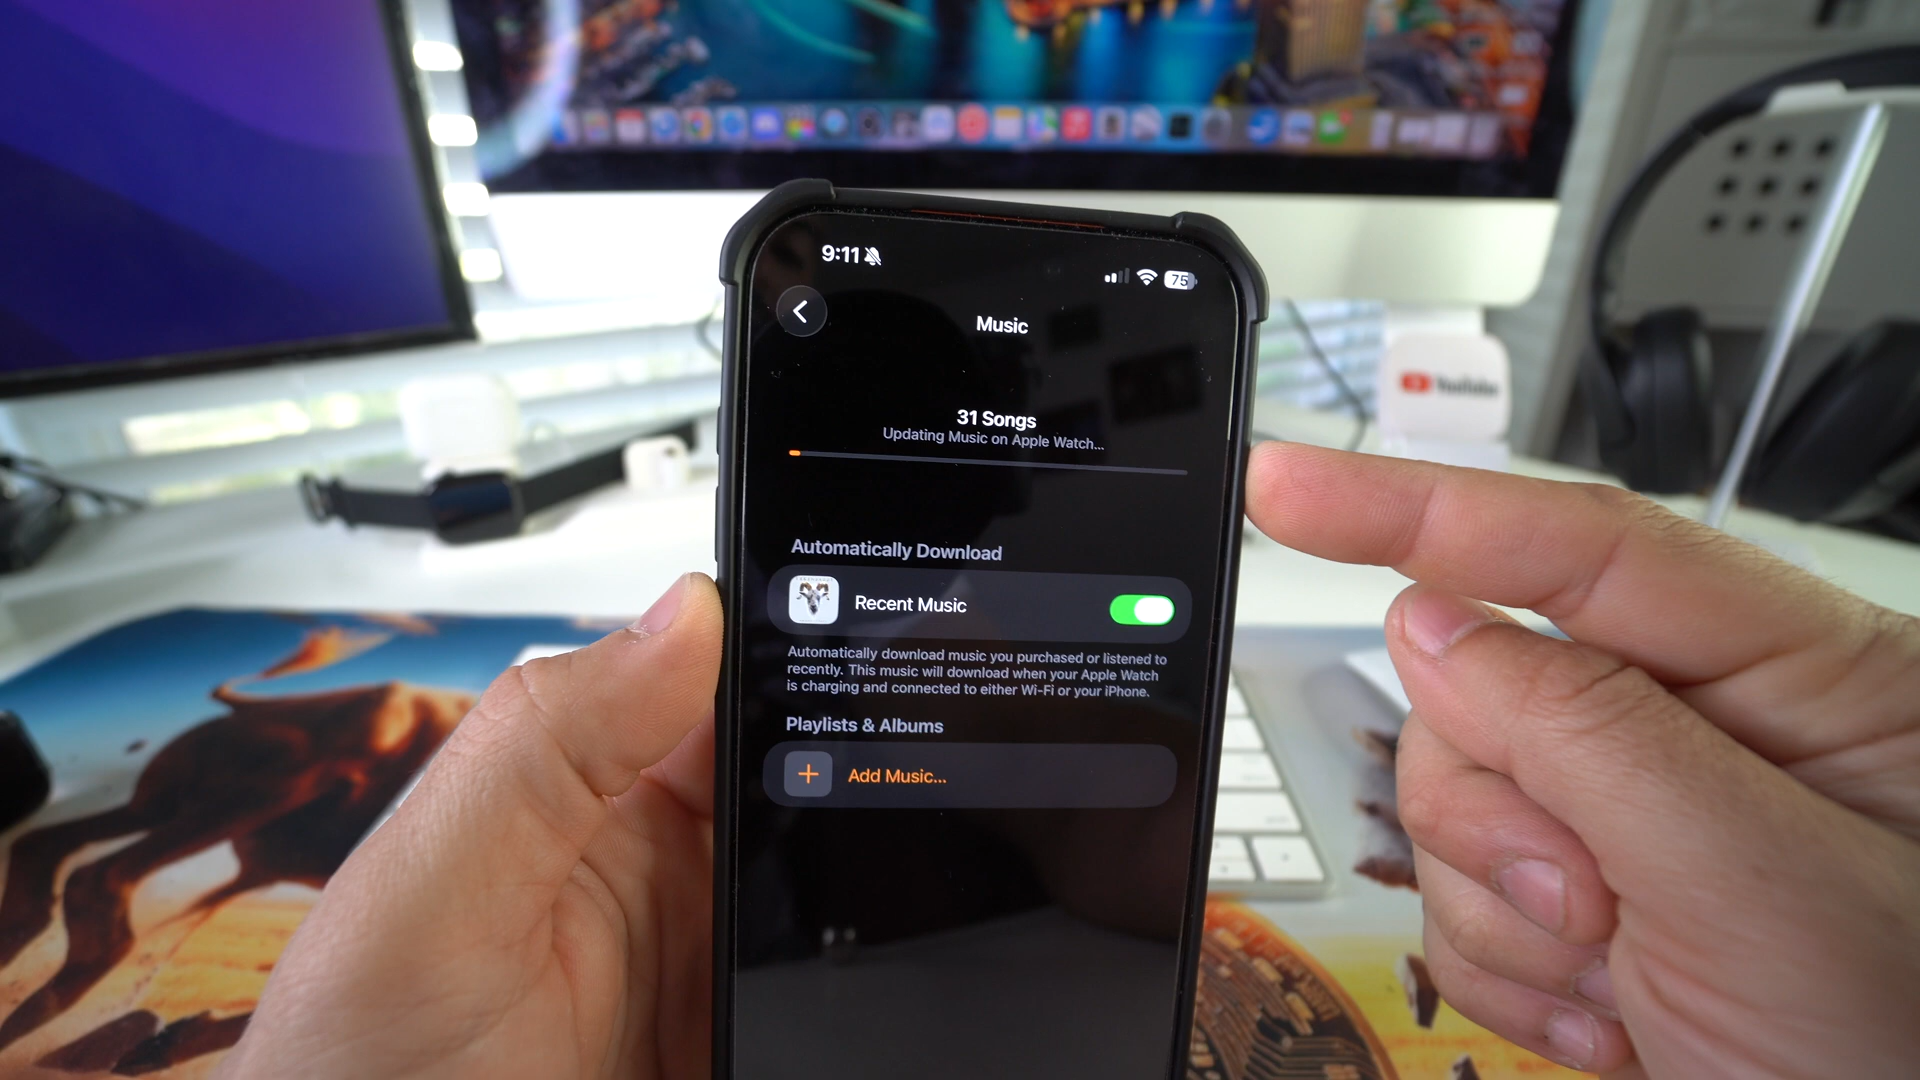 9:11
75
Music
31 Songs
Updating Music on Apple Watch...
Automatically Download
Recent Music
Automatically download music you purchased or listened to
recently. This music will download when your Apple Watch
is charging and connected to either Wi-Fi or your iPhone.
Playlists & Albums
Add Music...
YouTube